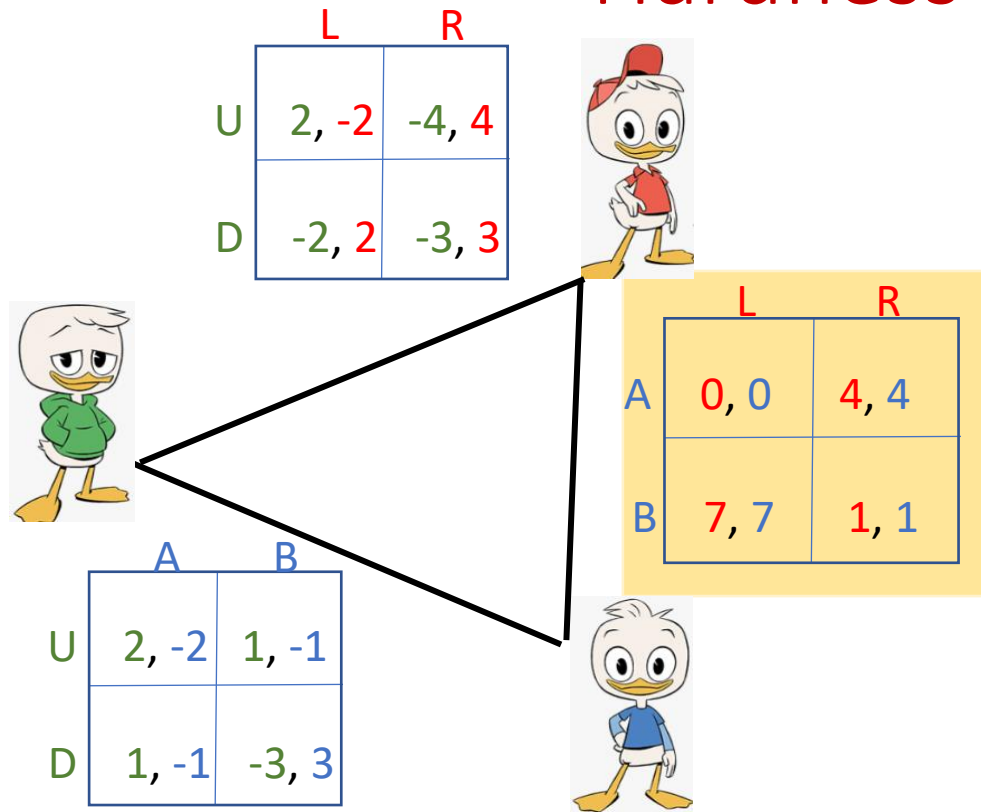 L R
U 2, -2 -4, 4
D -2, 2 -3, 3
L R
A 0, 0 4, 4
B 7, 7 1, 1
A B
U 2, -2 1, -1
D 1, -1 -3, 3